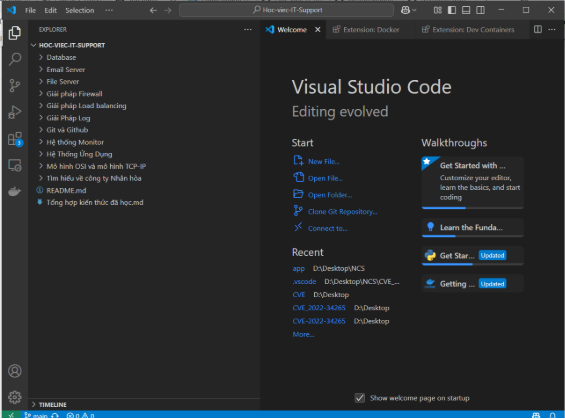 File Edit Selection ...
Hoc-viec-IT-Support
EXPLORER
HOC-VIEC-IT-SUPPORT
Database
Email Server
File Server
Giải pháp Firewall
Giải pháp Load balancing
Giải Pháp Log
Git và Github
Hệ thống Monitor
Hệ Thống Ứng Dụng
Mô hình OSI và mô hình TCP-IP
Tìm hiểu về công ty Nhân hòa
README.md
Tổng hợp kiến thức đã học.md
TIMELINE
3
main
0 0
Welcome
Extension: Docker
Extension: Dev Containers
Visual Studio Code
Editing evolved
Start
New File...
Open File...
Open Folder...
Clone Git Repository...
Connect to...
Recent
app D:\Desktop\NCS
.vscode D:\Desktop\NCS\CVE_...
CVE D:\Desktop
CVE_2022-34265 D:\Desktop
CVE-2022-34265 D:\Desktop
More...
Walkthroughs
Get Started with ...
Customize your editor, learn the basics, and start coding
Learn the Funda...
Get Star... Updated
Getting ... Updated
Show welcome page on startup